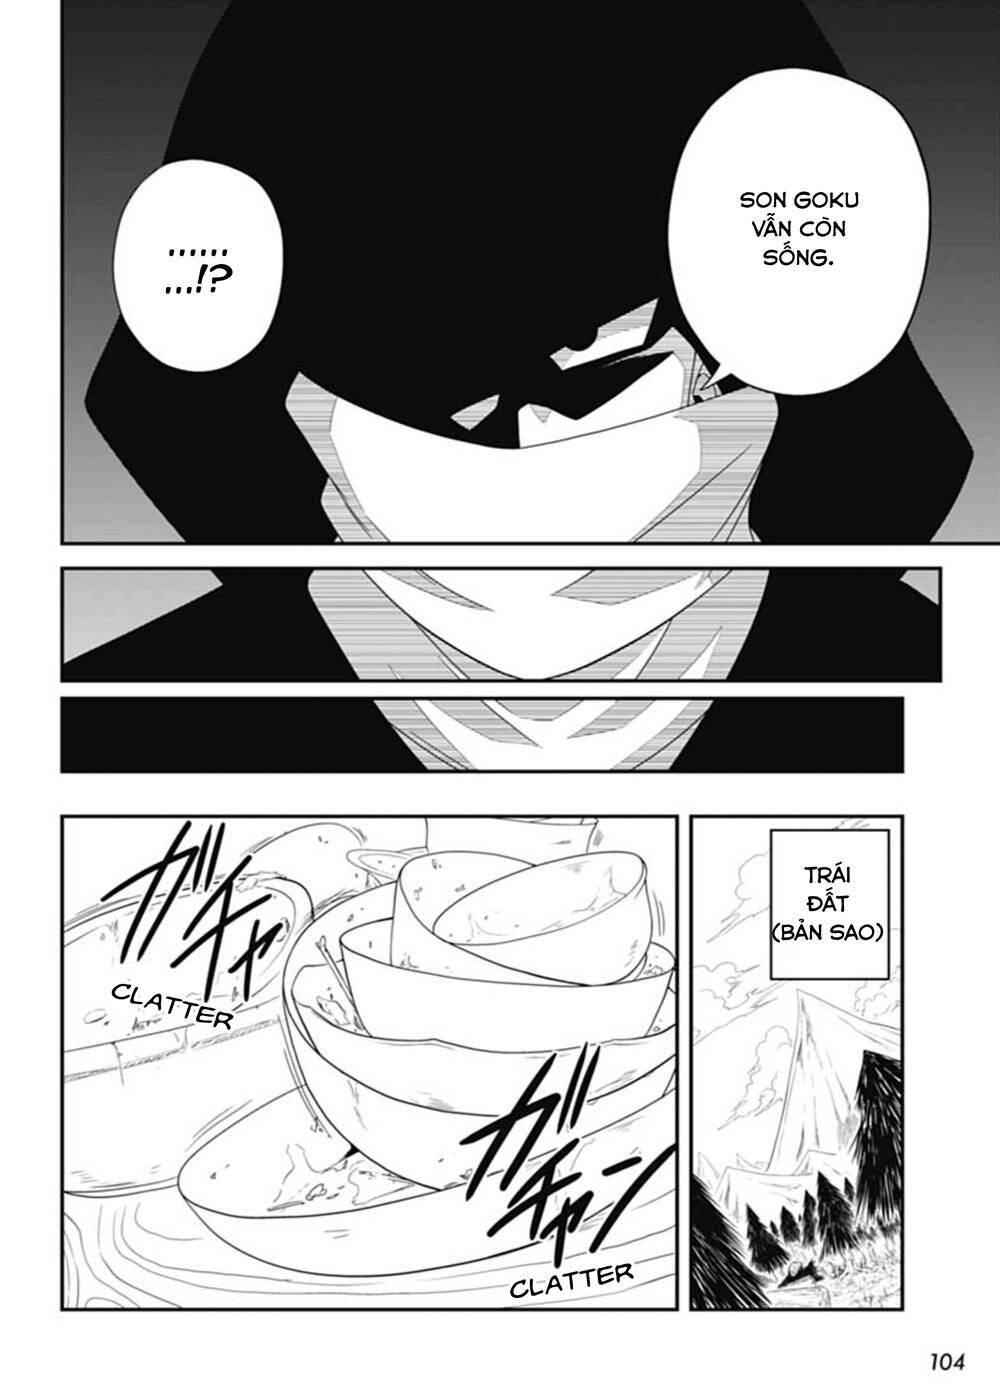 SON GOKU
VẪN CÒN
SỐNG.
......
...!?
TRÁI
ĐẤT
(BẢN SAO)
ガチャ
CLATTER
ガチャン
CLATTER
104